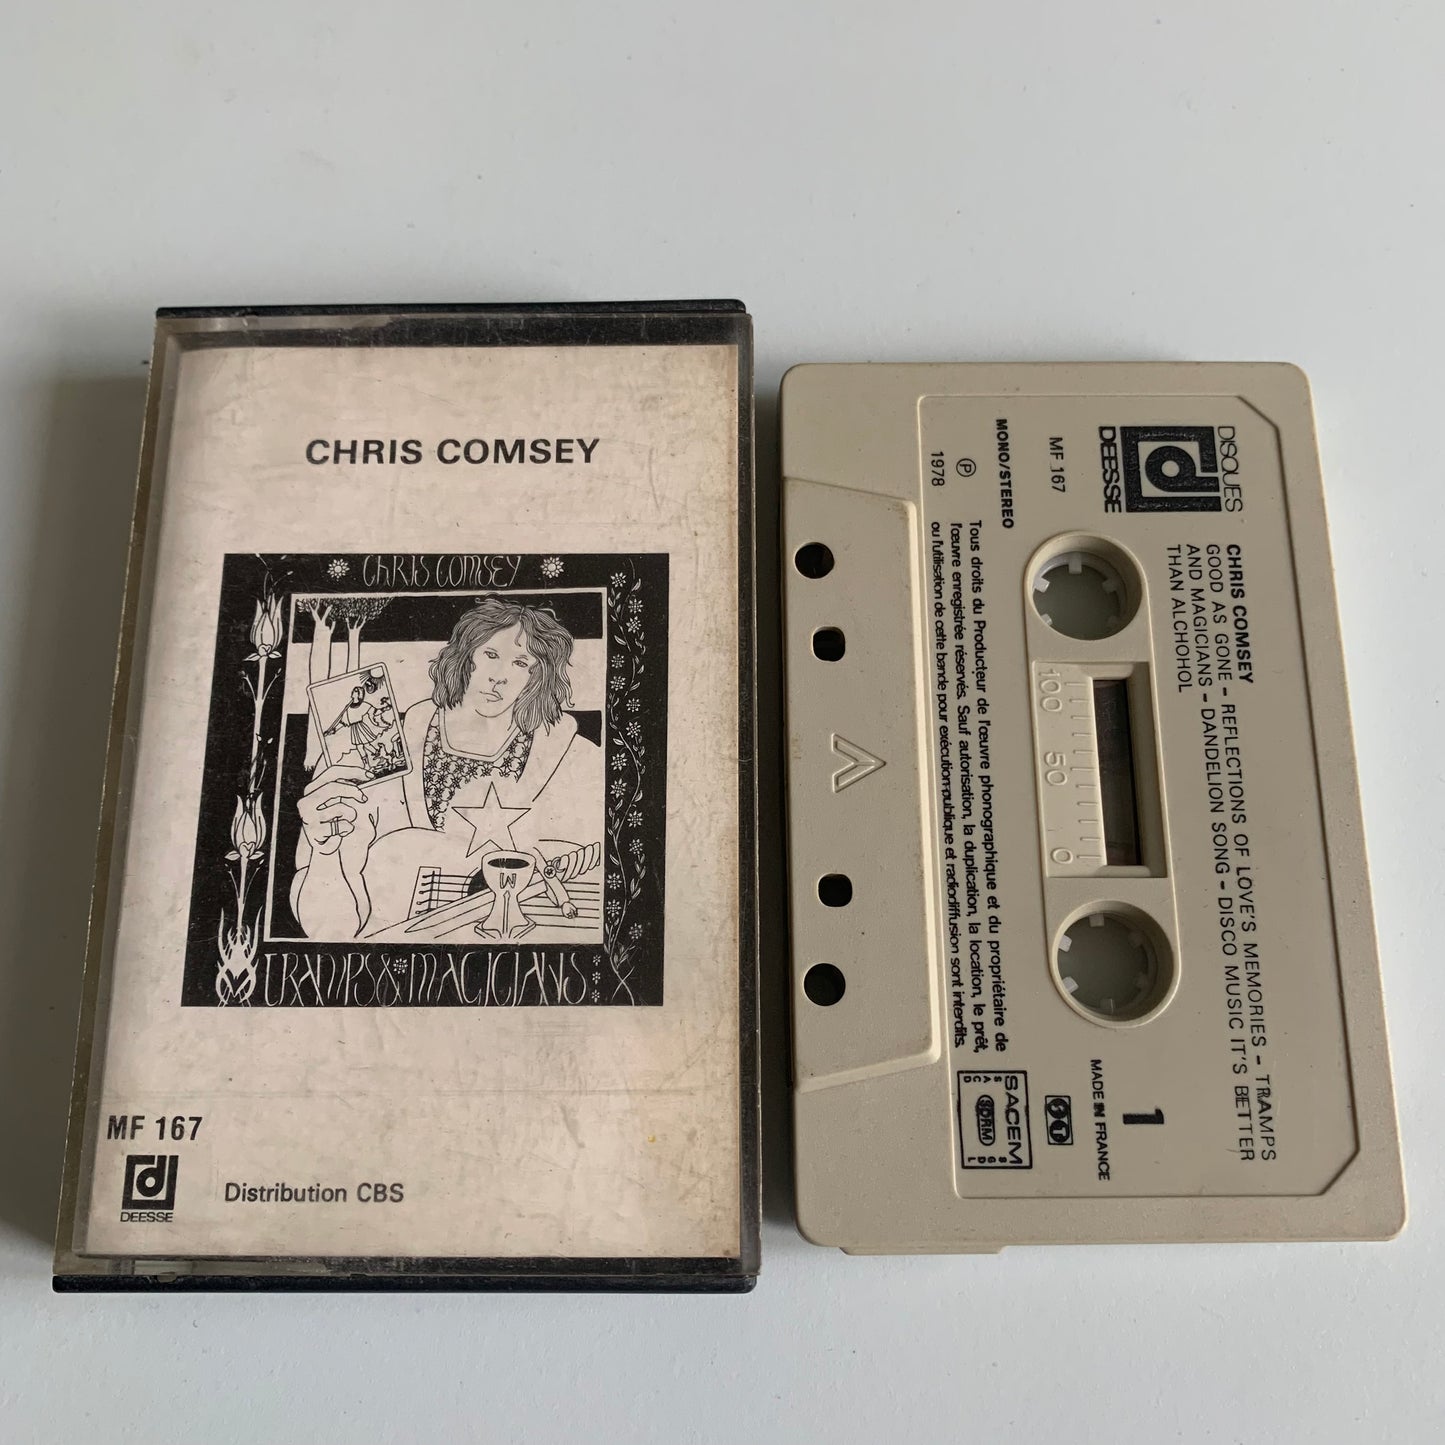 CHRIS COMSEY
CHRIS COMSEY
W
TRAMPS & MAGICIANS
MF 167
DEESSE
Distribution CBS
DISQUES
DEESSE
MF 167
MONO/STEREO
Ⓟ
1978
CHRIS COMSEY
GOOD AS GONE - REFLECTIONS OF LOVE'S MEMORIES - TRAMPS
AND MAGICIANS - DANDELION SONG - DISCO MUSIC IT'S BETTER
THAN ALCHOHOL
100 50 0
Tous droits du Producteur de l'œuvre phonographique et du propriétaire de
l'œuvre enregistrée réservés. Sauf autorisation, la duplication, la location, le prêt,
ou l'utilisation de cette bande pour exécution publique et radiodiffusion sont interdits.
1
MADE IN FRANCE
SACEM
SDRM
SACD
SGDL